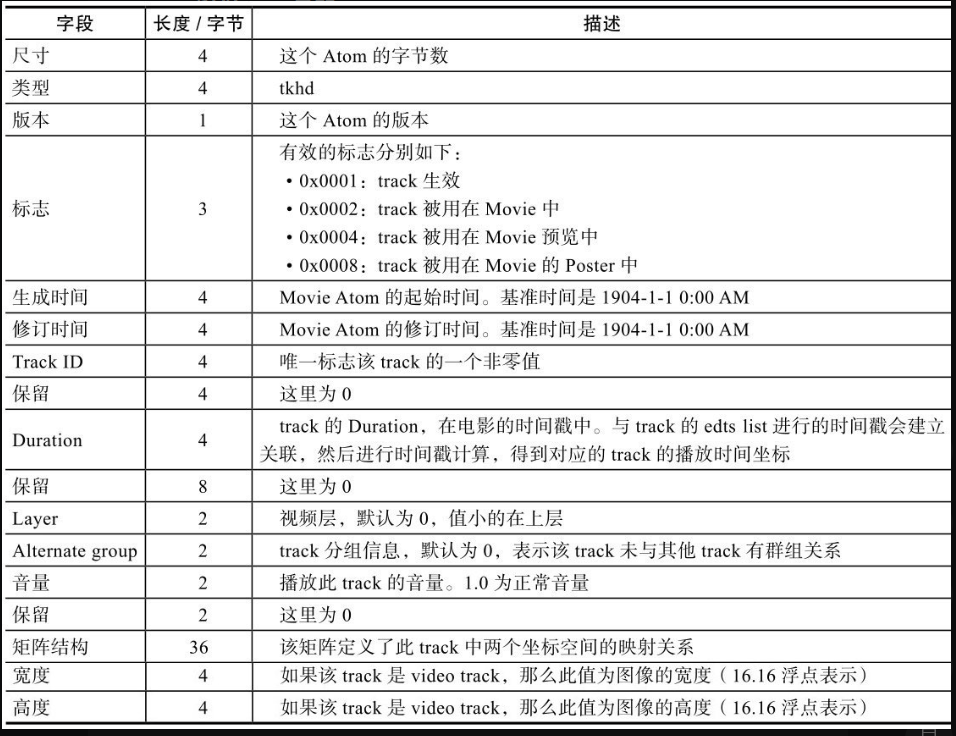 字段 长度 / 字节 描述
尺寸 4 这个 Atom 的字节数
类型 4 tkhd
版本 1 这个 Atom 的版本
标志 3 有效的标志分别如下：
• 0x0001：track 生效
• 0x0002：track 被用在 Movie 中
• 0x0004：track 被用在 Movie 预览中
• 0x0008：track 被用在 Movie 的 Poster 中
生成时间 4 Movie Atom 的起始时间。基准时间是 1904-1-1 0:00 AM
修订时间 4 Movie Atom 的修订时间。基准时间是 1904-1-1 0:00 AM
Track ID 4 唯一标志该 track 的一个非零值
保留 4 这里为 0
Duration 4 track 的 Duration，在电影的时间戳中。与 track 的 edts list 进行的时间戳会建立
关联，然后进行时间戳计算，得到对应的 track 的播放时间坐标
保留 8 这里为 0
Layer 2 视频层，默认为 0，值小的在上层
Alternate group 2 track 分组信息，默认为 0，表示该 track 未与其他 track 有群组关系
音量 2 播放此 track 的音量。1.0 为正常音量
保留 2 这里为 0
矩阵结构 36 该矩阵定义了此 track 中两个坐标空间的映射关系
宽度 4 如果该 track 是 video track，那么此值为图像的宽度（16.16 浮点表示）
高度 4 如果该 track 是 video track，那么此值为图像的高度（16.16 浮点表示）